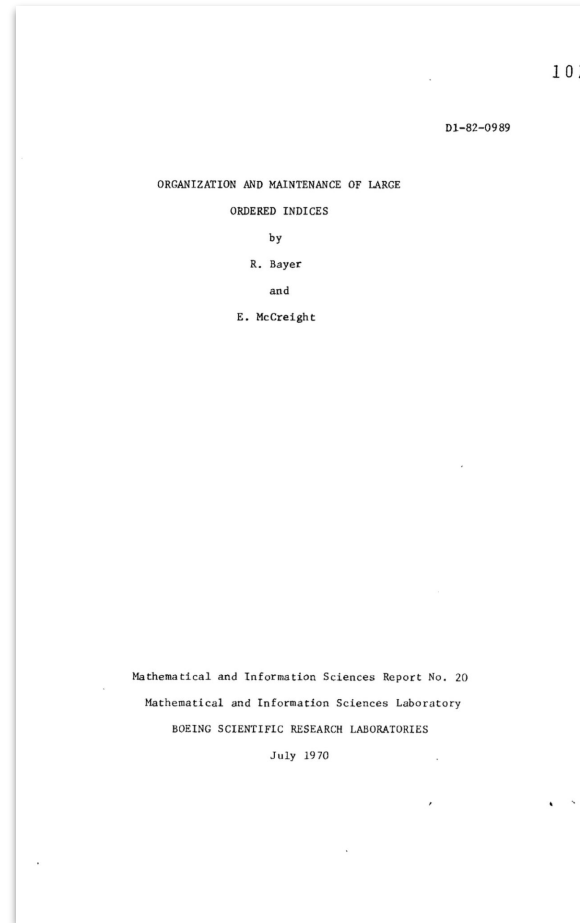 D1-82-0989
ORGANIZATION AND MAINTENANCE OF LARGE
ORDERED INDICES
by
R. Bayer
and
E. McCreight
Mathematical and Information Sciences Report No. 20
Mathematical and Information Sciences Laboratory
BOEING SCIENTIFIC RESEARCH LABORATORIES
July 1970